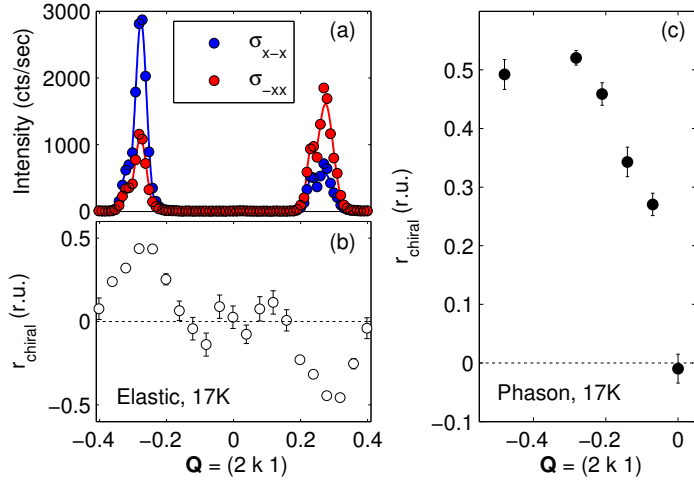 (a)
3000
2000
1000
0
Intensity (cts/sec)
σx−x
σ−xx
(b)
0.5
0
−0.5
rchiral (r.u.)
Elastic, 17K
−0.4 −0.2 0 0.2 0.4
Q = (2 k 1)
(c)
0.5
0.4
0.3
0.2
0.1
0
−0.1
rchiral (r.u.)
Phason, 17K
−0.4 −0.2 0
Q = (2 k 1)